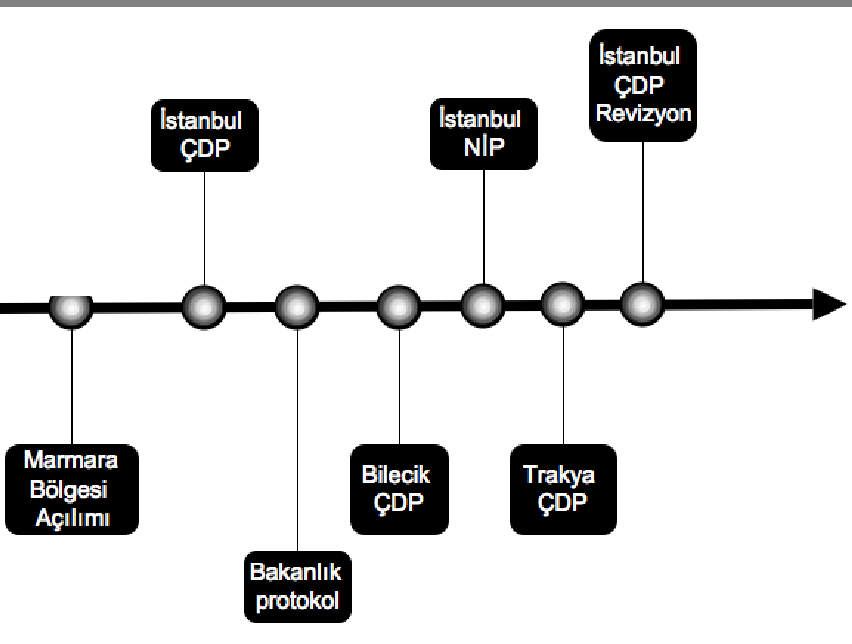 İstanbul
ÇDP
Revizyon
İstanbul
ÇDP
İstanbul
NİP
Marmara
Bölgesi
Açılımı
Bilecik
ÇDP
Trakya
ÇDP
Bakanlık
protokol